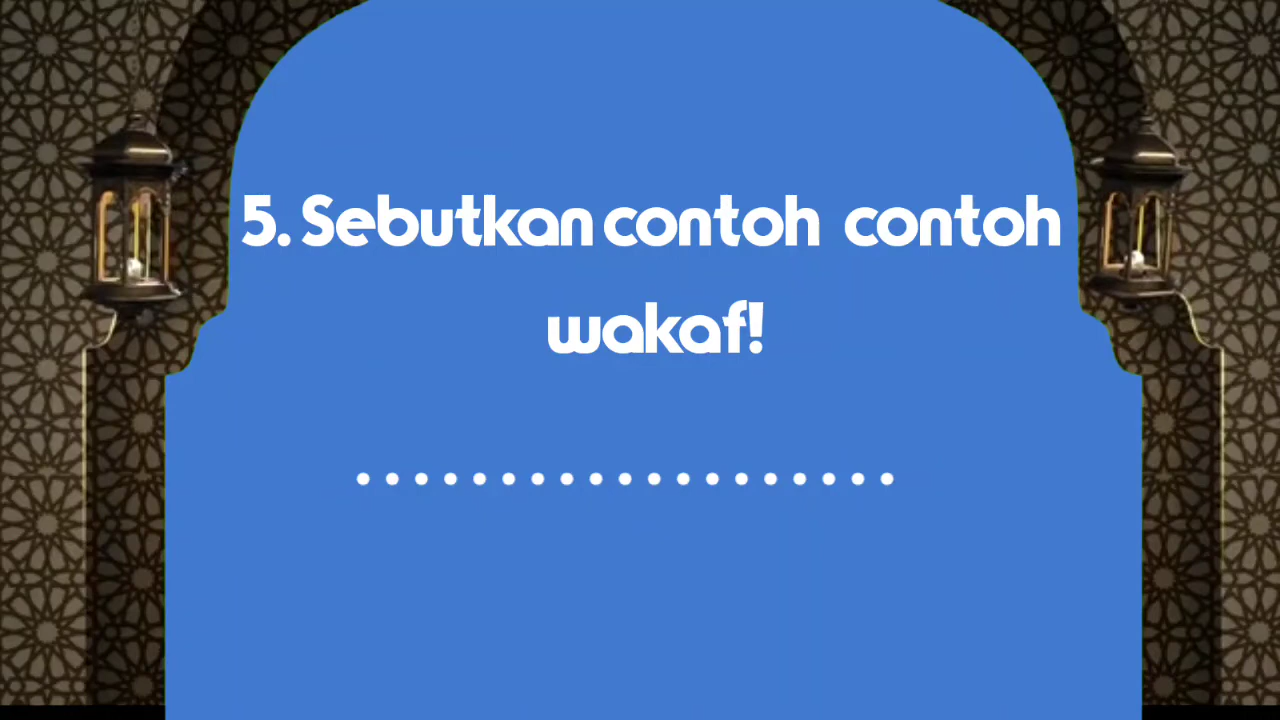 5. Sebutkan contoh contoh
wakaf!
..................